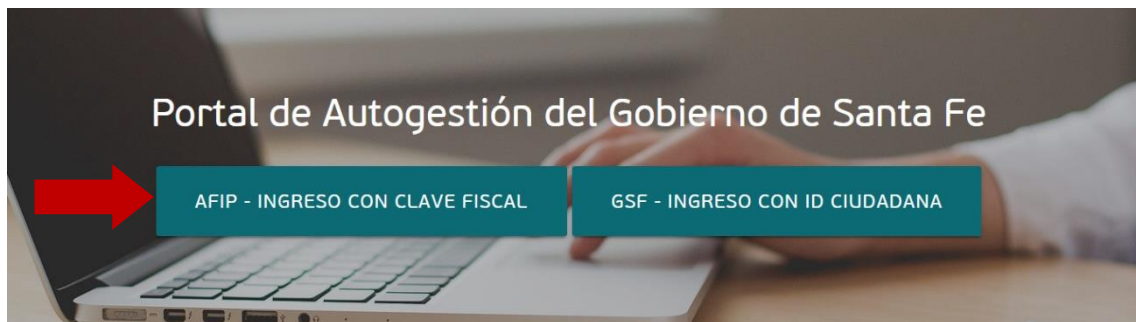 Portal de Autogestión del Gobierno de Santa Fe
AFIP - INGRESO CON CLAVE FISCAL
GSF - INGRESO CON ID CIUDADANA